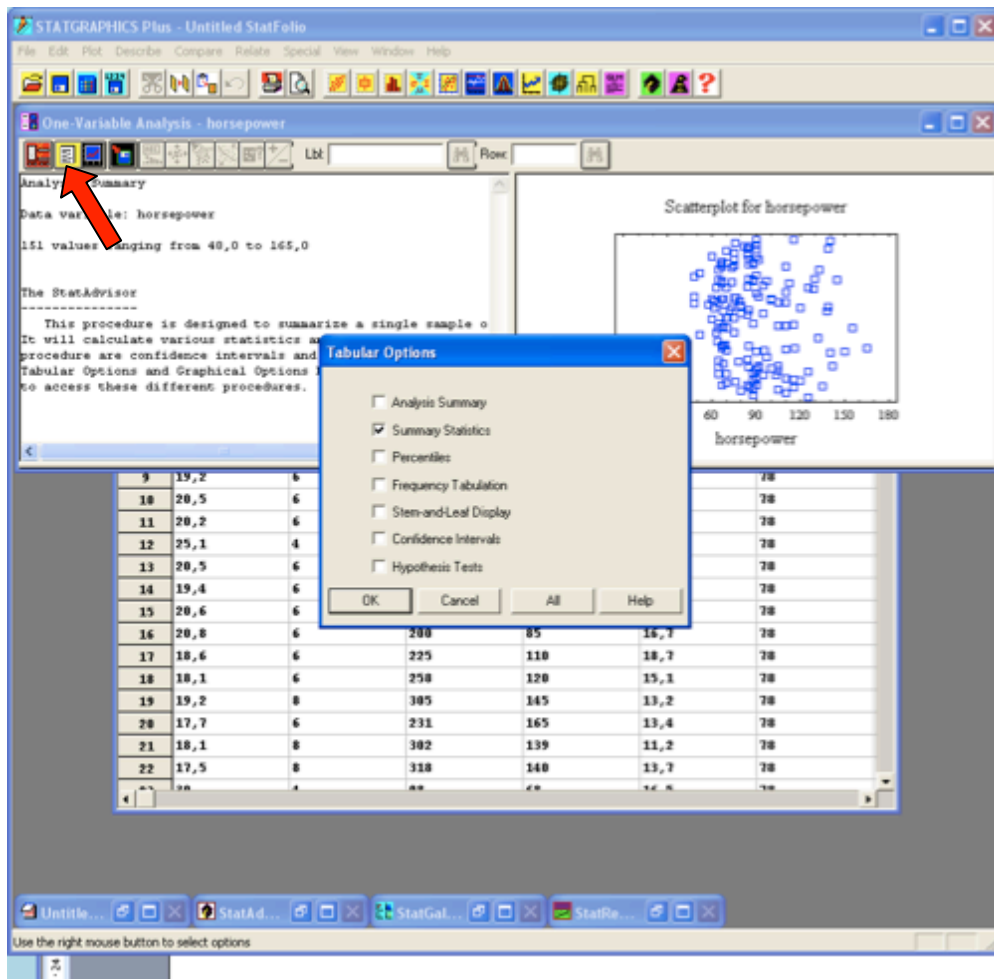 STATGRAPHICS Plus - Untitled StatFolio
File Edit Plot Describe Compare Relate Special View Window Help
One-Variable Analysis - horsepower
Lbl: Row:
Summary
horsepower
151 values ranging from 40,0 to 165,0
The StatAdvisor
---------------
This procedure is designed to summarize a single sample o
It will calculate various statistics
procedure are confidence intervals and
Tabular Options and Graphical Options
to access these different procedures.
Scatterplot for horsepower
60 90 120 150 180
horsepower
Tabular Options
Analysis Summary
Summary Statistics
Percentiles
Frequency Tabulation
Stem-and-Leaf Display
Confidence Intervals
Hypothesis Tests
OK Cancel All Help
9 19,2 6 78
10 20,5 6 78
11 20,2 6 78
12 25,1 4 78
13 20,5 6 78
14 19,4 6 78
15 20,6 6 78
16 20,8 6 200 85 16,7 78
17 18,6 6 225 110 18,7 78
18 18,1 6 258 120 15,1 78
19 19,2 8 305 145 13,2 78
20 17,7 6 231 165 13,4 78
21 18,1 8 302 139 11,2 78
22 17,5 8 318 140 13,7 78
Untitle... StatAd... StatGal... StatRe...
Use the right mouse button to select options